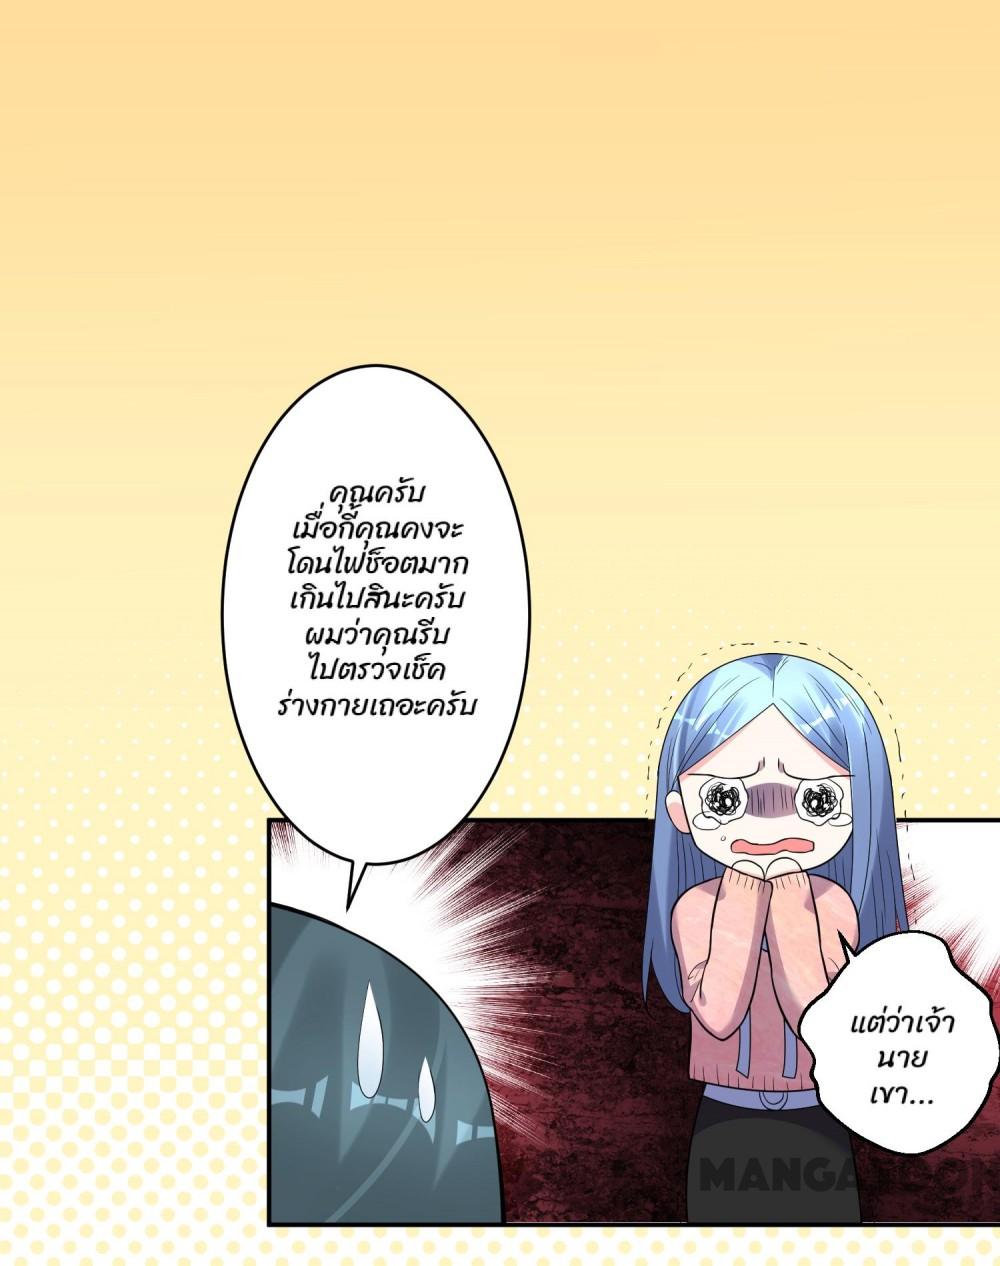 คุณครับ
เมื่อกี้คุณคงจะ
โดนไฟช็อตมาก
เกินไปสินะครับ
ผมว่าคุณรีบ
ไปตรวจเช็ค
ร่างกายเถอะครับ
แต่ว่าเจ้า
นาย
เขา...
MANGATOON